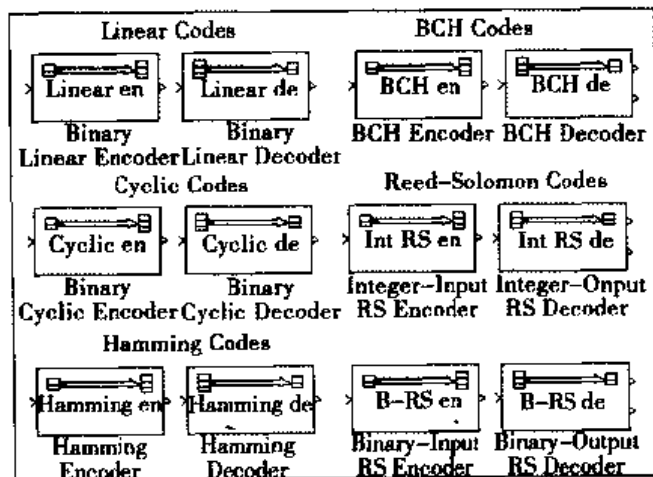 Linear Codes
BCH Codes
Linear en
Linear de
BCH en
BCH de
Binary
Linear Encoder
Binary
Linear Decoder
BCH Encoder
BCH Decoder
Cyclic Codes
Reed-Solomon Codes
Cyclic en
Cyclic de
Int RS en
Int RS de
Binary
Cyclic Encoder
Binary
Cyclic Decoder
Integer-Input
RS Encoder
Integer-Onput
RS Decoder
Hamming Codes
Hamming en
Hamming de
B-RS en
B-RS de
Hamming
Encoder
Hamming
Decoder
Binary-Input
RS Encoder
Binary-Output
RS Decoder